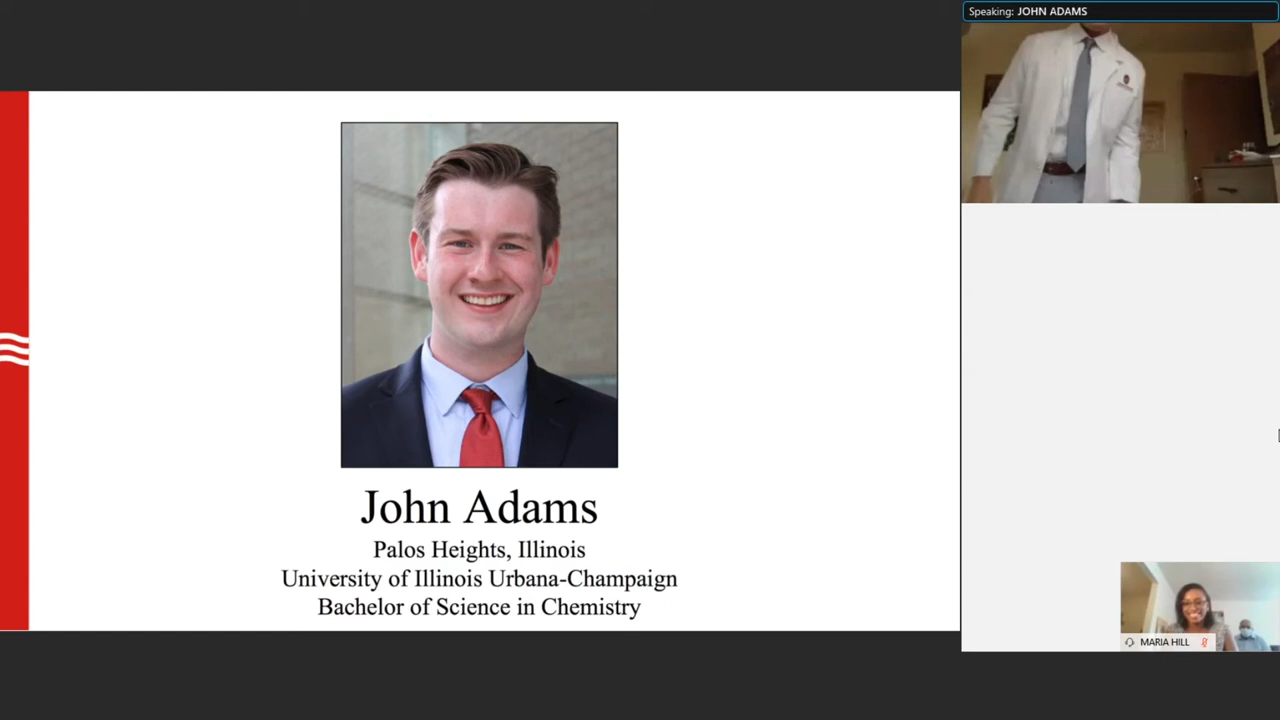 Speaking: JOHN ADAMS
John Adams
Palos Heights, Illinois
University of Illinois Urbana-Champaign
Bachelor of Science in Chemistry
MARIA HILL